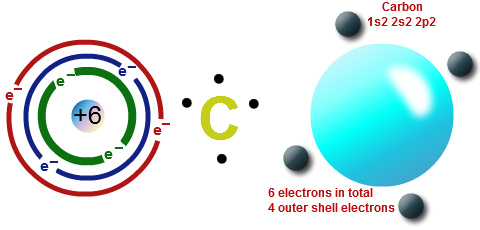 Carbon
1s2 2s2 2p2
e−
e−
e−
+6
e−
e−
e−
C
6 electrons in total
4 outer shell electrons